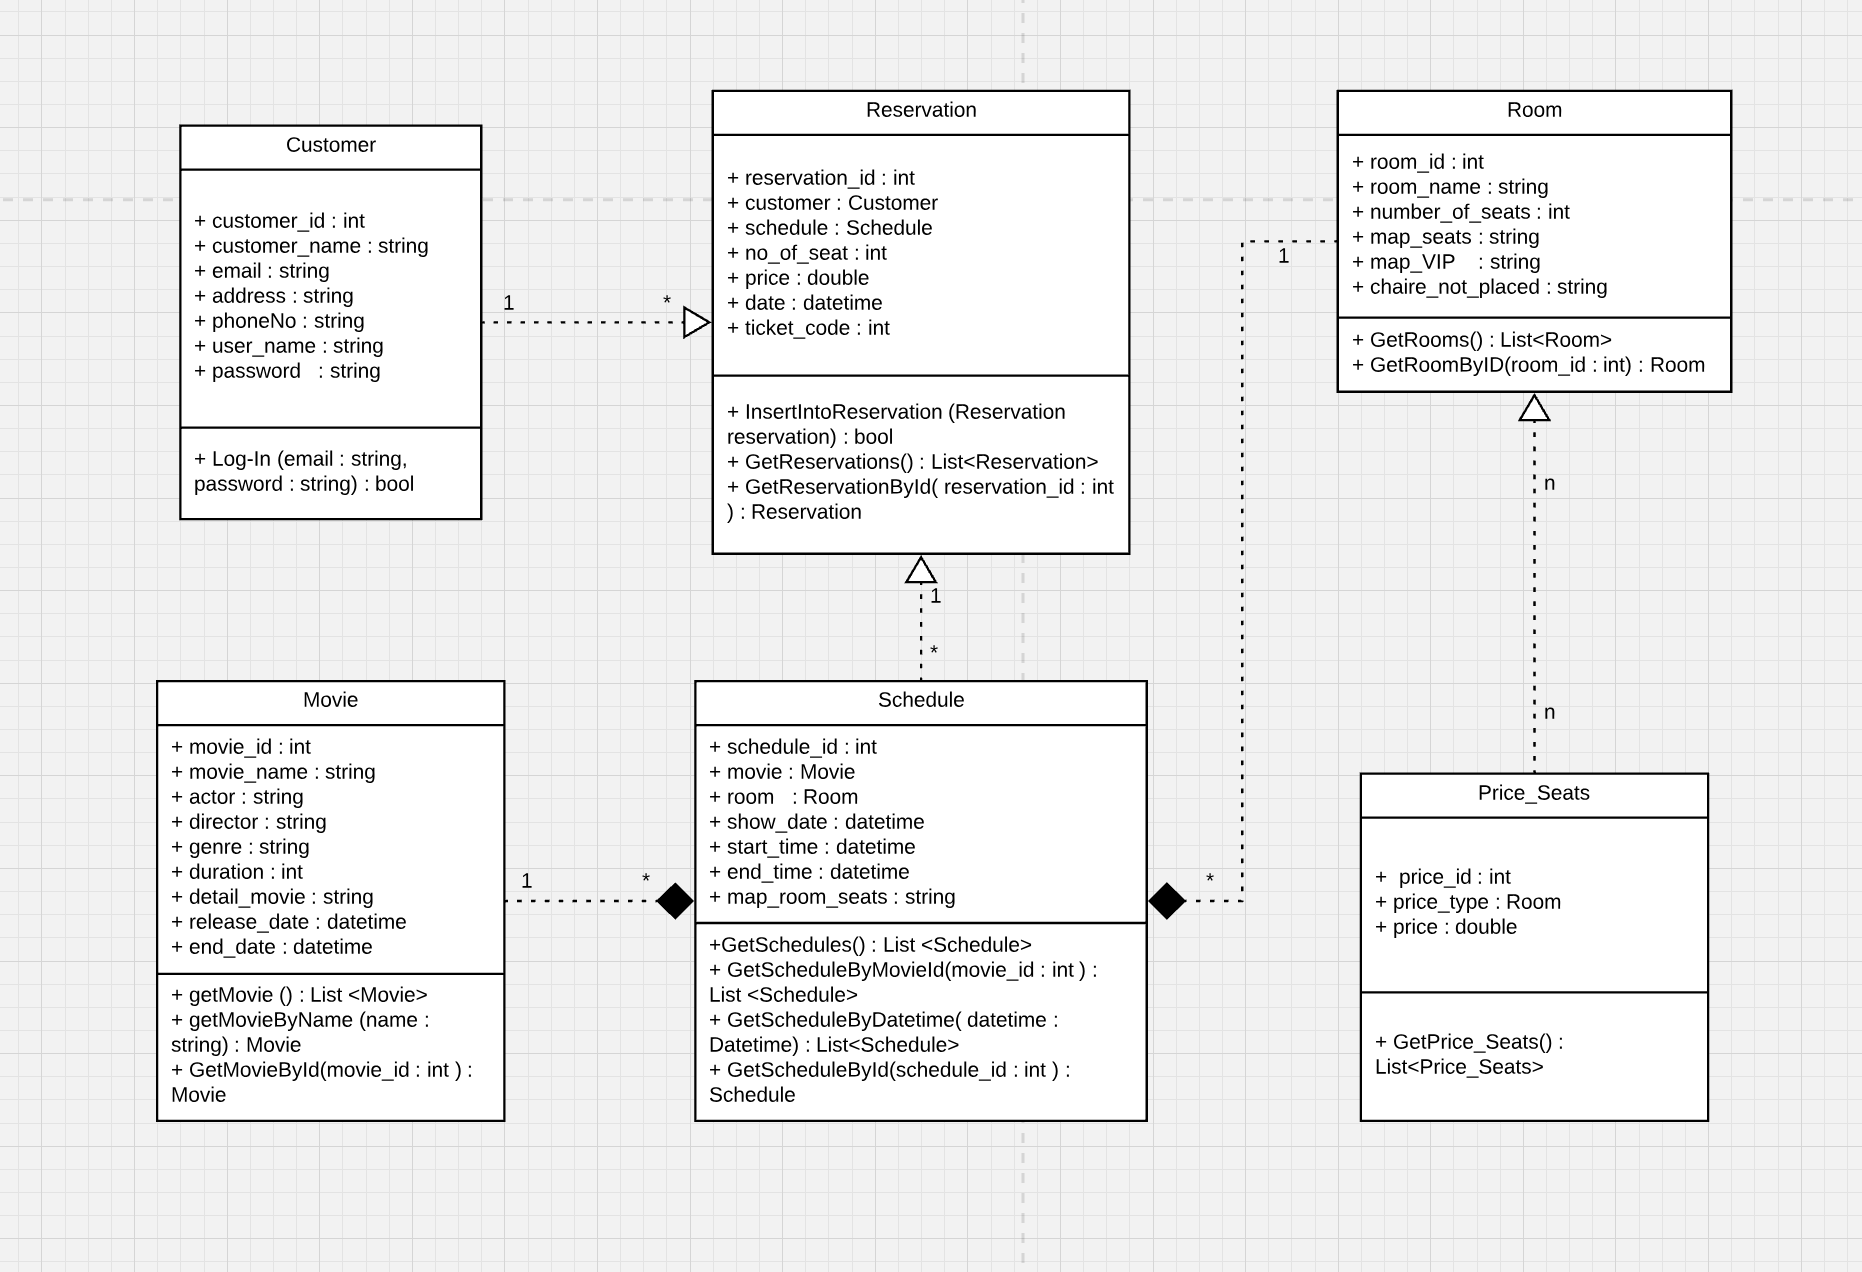 Customer
+ customer_id : int
+ customer_name : string
+ email : string
+ address : string
+ phoneNo : string
+ user_name : string
+ password : string
+ Log-In (email : string,
password : string) : bool
1
*
Reservation
+ reservation_id : int
+ customer : Customer
+ schedule : Schedule
+ no_of_seat : int
+ price : double
+ date : datetime
+ ticket_code : int
+ InsertIntoReservation (Reservation
reservation) : bool
+ GetReservations() : List<Reservation>
+ GetReservationById( reservation_id : int
) : Reservation
1
*
Room
+ room_id : int
+ room_name : string
+ number_of_seats : int
+ map_seats : string
+ map_VIP : string
+ chaire_not_placed : string
+ GetRooms() : List<Room>
+ GetRoomByID(room_id : int) : Room
1
n
n
Movie
+ movie_id : int
+ movie_name : string
+ actor : string
+ director : string
+ genre : string
+ duration : int
+ detail_movie : string
+ release_date : datetime
+ end_date : datetime
+ getMovie () : List <Movie>
+ getMovieByName (name :
string) : Movie
+ GetMovieById(movie_id : int ) :
Movie
1
*
Schedule
+ schedule_id : int
+ movie : Movie
+ room : Room
+ show_date : datetime
+ start_time : datetime
+ end_time : datetime
+ map_room_seats : string
+GetSchedules() : List <Schedule>
+ GetScheduleByMovieId(movie_id : int ) :
List <Schedule>
+ GetScheduleByDatetime( datetime :
Datetime) : List<Schedule>
+ GetScheduleById(schedule_id : int ) :
Schedule
*
Price_Seats
+ price_id : int
+ price_type : Room
+ price : double
+ GetPrice_Seats() :
List<Price_Seats>